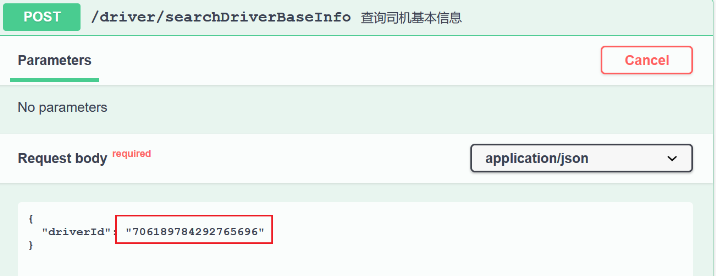 POST /driver/searchDriverBaseInfo 查询司机基本信息
Parameters Cancel
No parameters
Request body required application/json
{
"driverId": "706189784292765696"
}